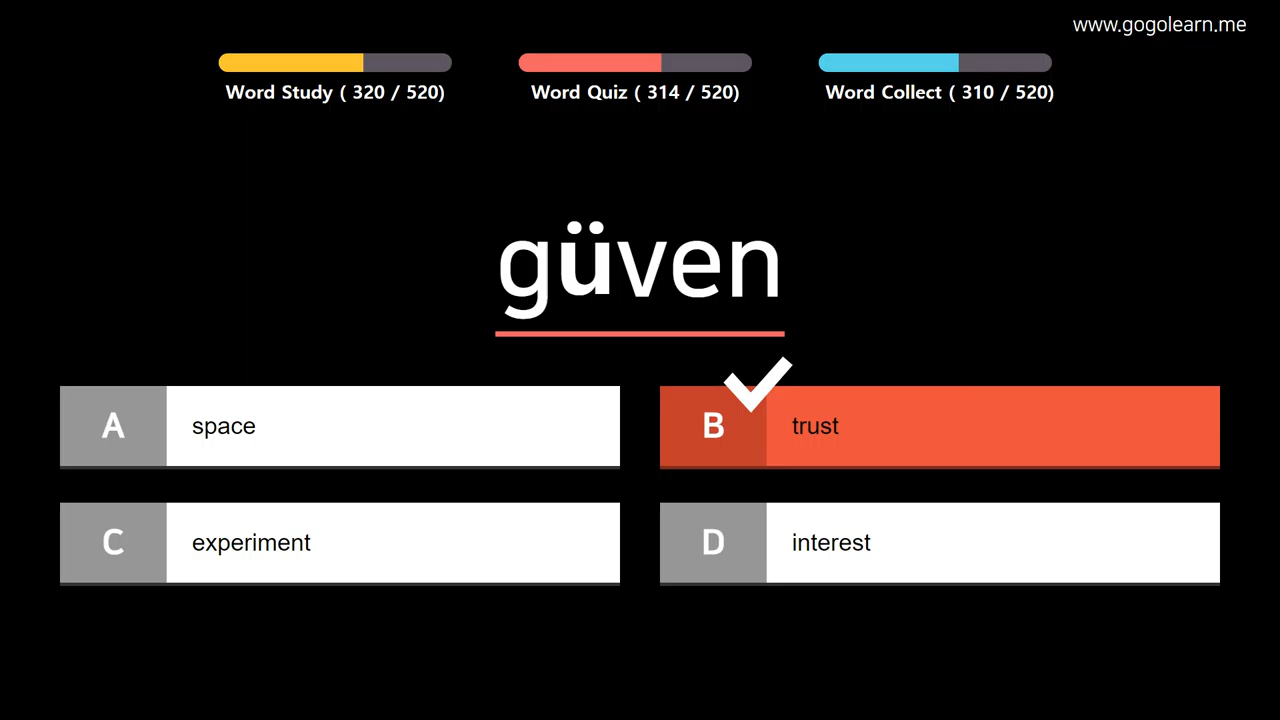 www.gogolearn.me
Word Study ( 320 / 520)
Word Quiz ( 314 / 520)
Word Collect ( 310 / 520)
güven
A space
B trust
C experiment
D interest